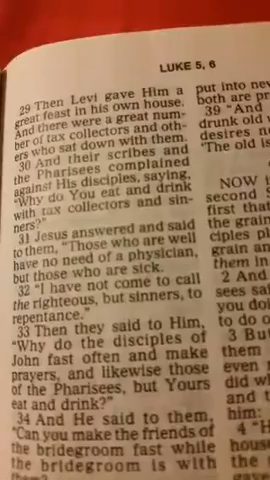 LUKE 5, 6
29 Then Levi gave Him a
great feast in his own house.
And there were a great num-
ber of tax collectors and oth-
ers who sat down with them.
30 And their scribes and
the Pharisees complained
against His disciples, saying,
"Why do You eat and drink
with tax collectors and sin-
ners?"
31 Jesus answered and said
to them, "Those who are well
have no need of a physician,
but those who are sick.
32 "I have not come to call
the righteous, but sinners, to
repentance."
33 Then they said to Him,
"Why do the disciples of
John fast often and make
prayers, and likewise those
of the Pharisees, but Yours
eat and drink?"
34 And He said to them,
"Can you make the friends of
the bridegroom fast while
the bridegroom is with
them?
put into
both are
39 "And
drunk old
desires
'The old is
NOW
second
first that
the grain
ciples
grain an
them in
2 And
sees
you
to do
3 But
them
even
did
and
him:
4
house
the